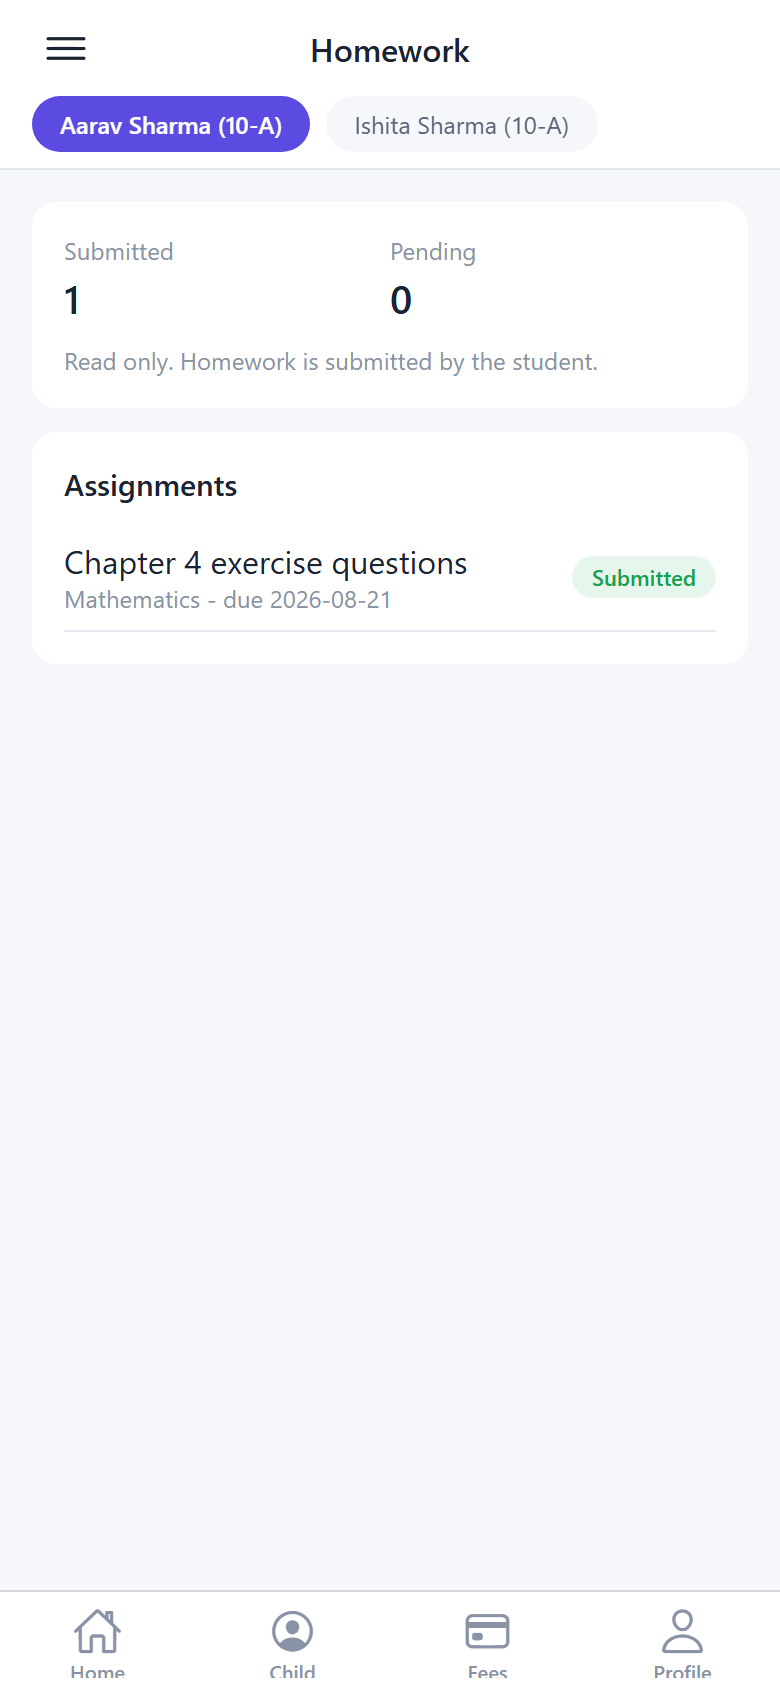 Homework
Aarav Sharma (10-A) Ishita Sharma (10-A)
Submitted Pending
1 0
Read only. Homework is submitted by the student.
Assignments
Chapter 4 exercise questions
Submitted
Mathematics - due 2026-08-21
Home Child Fees Profile